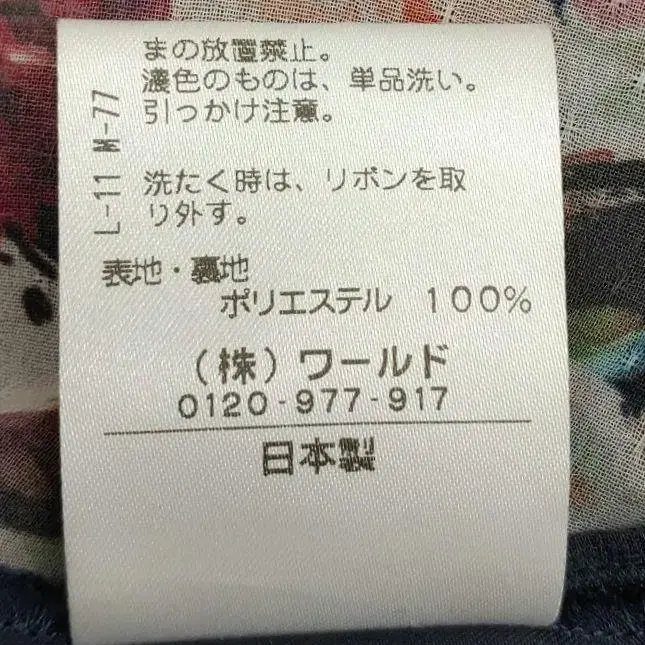 まの放置禁止。
濃色のものは、単品洗い。
引っかけ注意。
L-11 M-77
洗たく時は、リボンを取
り外す。
表地・裏地
ポリエステル 100%
(株)ワールド
0120-977-917
日本製